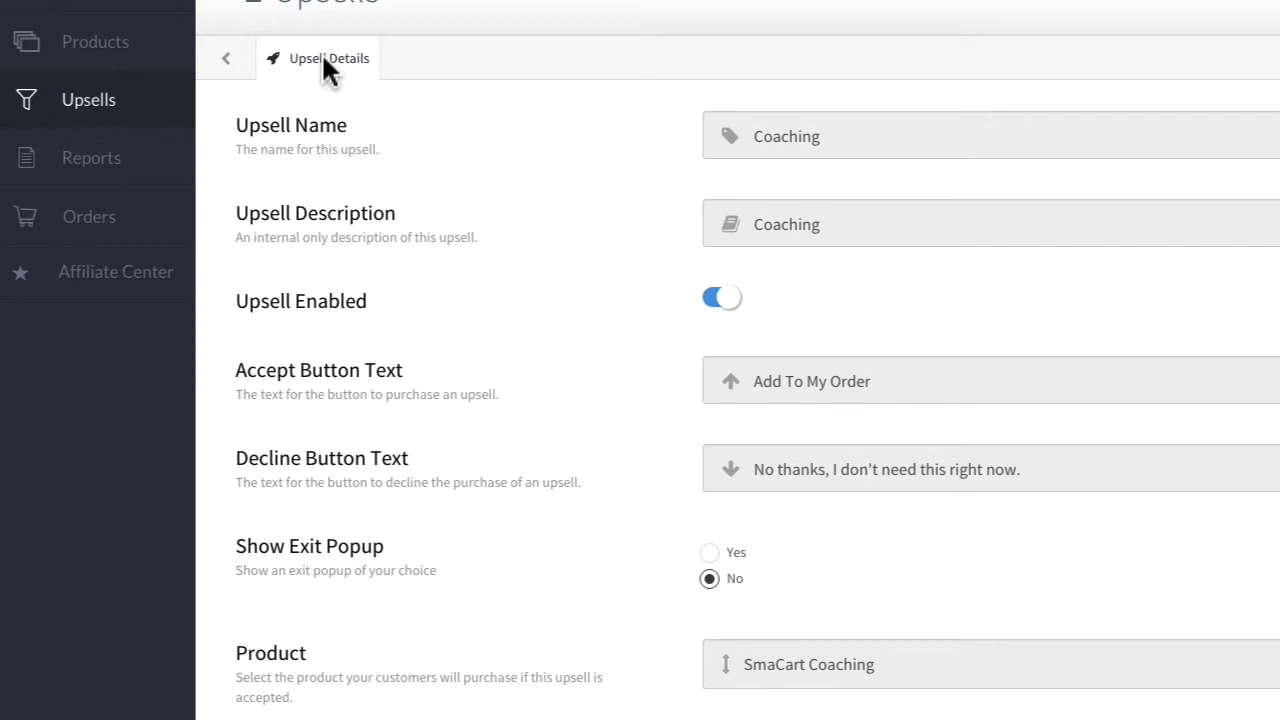 Upsells
Products
Upsells
Reports
Orders
Affiliate Center
Upsell Details
Upsell Name
The name for this upsell.
Coaching
Upsell Description
An internal only description of this upsell.
Coaching
Upsell Enabled
Accept Button Text
The text for the button to purchase an upsell.
Add To My Order
Decline Button Text
The text for the button to decline the purchase of an upsell.
No thanks, I don't need this right now.
Show Exit Popup
Show an exit popup of your choice
Yes
No
Product
Select the product your customers will purchase if this upsell is
accepted.
SmaCart Coaching